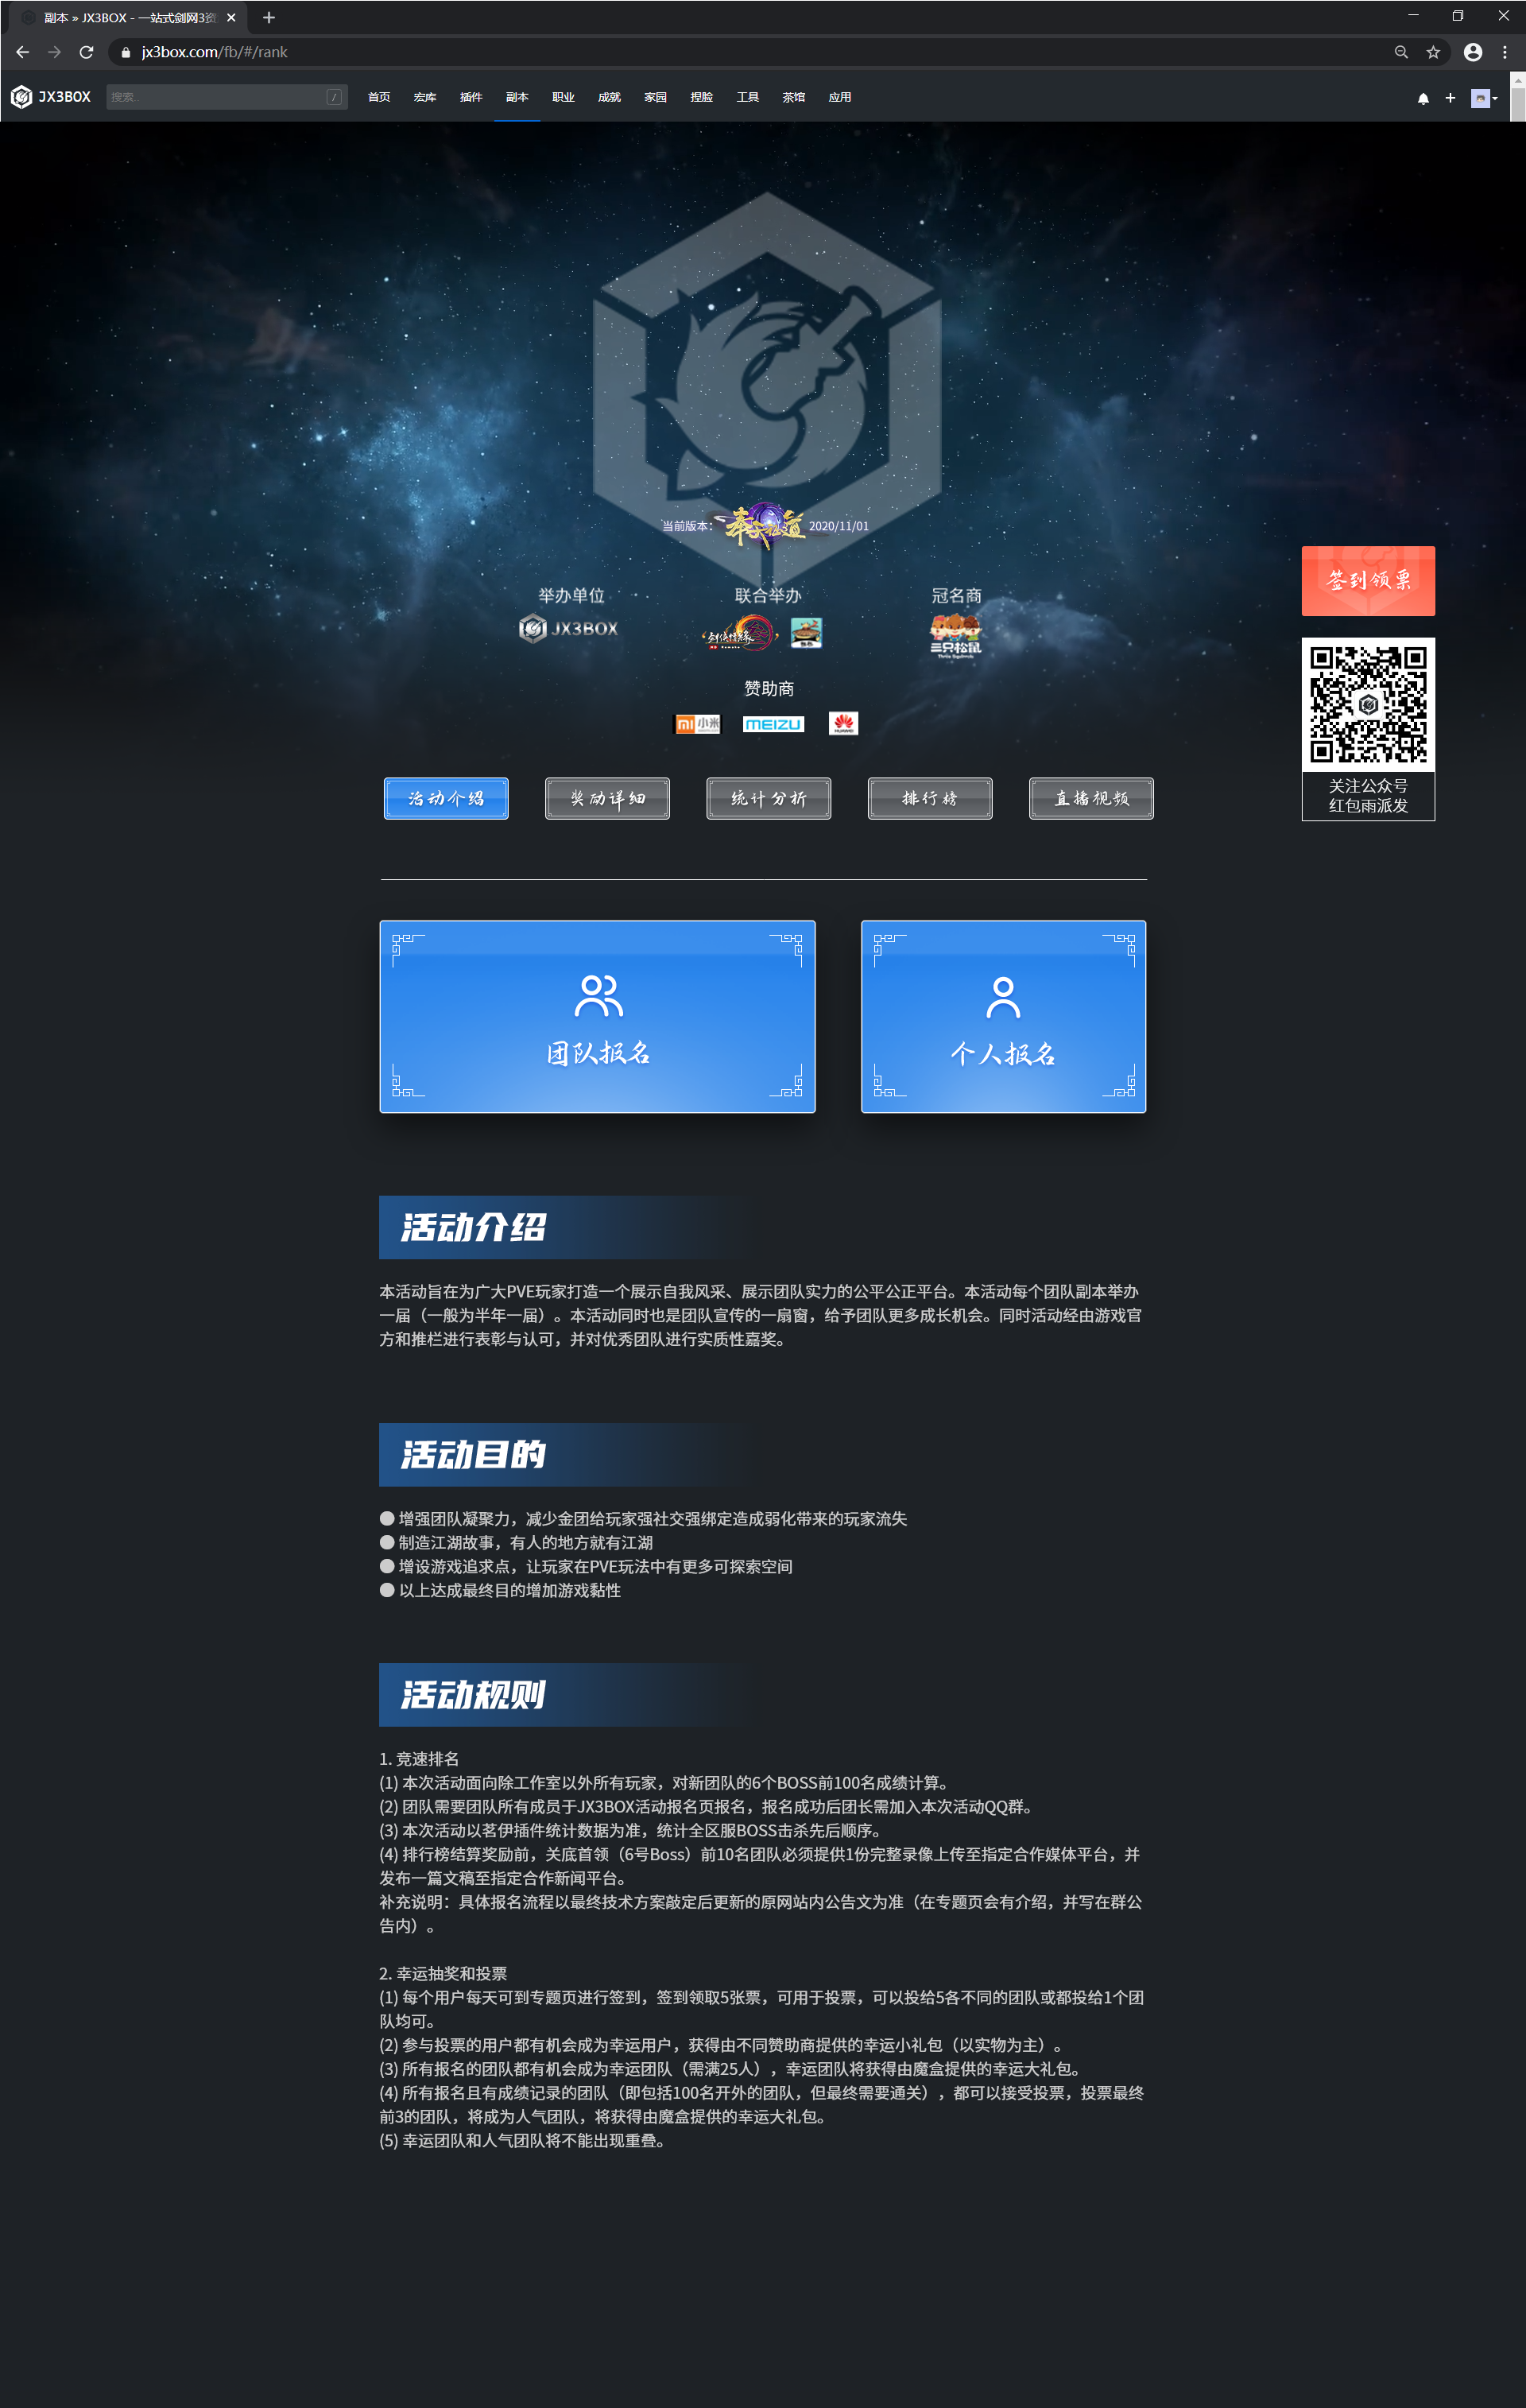 副本 » JX3BOX - 一站式剑网3资
jx3box.com/fb/#/rank
JX3BOX
搜索...
/
首页 宏库 插件 副本 职业 成就 家园 捏脸 工具 茶馆 应用
当前版本：
奉天证道
2020/11/01
举办单位 联合举办 冠名商
JX3BOX
剑侠情缘
三只松鼠
Three Squirrels
赞助商
小米
MEIZU
HUAWEI
签到领票
关注公众号
红包雨派发
活动介绍 奖励详细 统计分析 排行榜 直播视频
团队报名 个人报名
活动介绍
本活动旨在为广大PVE玩家打造一个展示自我风采、展示团队实力的公平公正平台。本活动每个团队副本举办
一届（一般为半年一届）。本活动同时也是团队宣传的一扇窗，给予团队更多成长机会。同时活动经由游戏官
方和推栏进行表彰与认可，并对优秀团队进行实质性嘉奖。
活动目的
● 增强团队凝聚力，减少金团给玩家强社交强绑定造成弱化带来的玩家流失
● 制造江湖故事，有人的地方就有江湖
● 增设游戏追求点，让玩家在PVE玩法中有更多可探索空间
● 以上达成最终目的增加游戏黏性
活动规则
1. 竞速排名
(1) 本次活动面向除工作室以外所有玩家，对新团队的6个BOSS前100名成绩计算。
(2) 团队需要团队所有成员于JX3BOX活动报名页报名，报名成功后团长需加入本次活动QQ群。
(3) 本次活动以茗伊插件统计数据为准，统计全区服BOSS击杀先后顺序。
(4) 排行榜结算奖励前，关底首领（6号Boss）前10名团队必须提供1份完整录像上传至指定合作媒体平台，并
发布一篇文稿至指定合作新闻平台。
补充说明：具体报名流程以最终技术方案敲定后更新的原网站内公告文为准（在专题页会有介绍，并写在群公
告内）。
2. 幸运抽奖和投票
(1) 每个用户每天可到专题页进行签到，签到领取5张票，可用于投票，可以投给5各不同的团队或都投给1个团
队均可。
(2) 参与投票的用户都有机会成为幸运用户，获得由不同赞助商提供的幸运小礼包（以实物为主）。
(3) 所有报名的团队都有机会成为幸运团队（需满25人），幸运团队将获得由魔盒提供的幸运大礼包。
(4) 所有报名且有成绩记录的团队（即包括100名开外的团队，但最终需要通关），都可以接受投票，投票最终
前3的团队，将成为人气团队，将获得由魔盒提供的幸运大礼包。
(5) 幸运团队和人气团队将不能出现重叠。